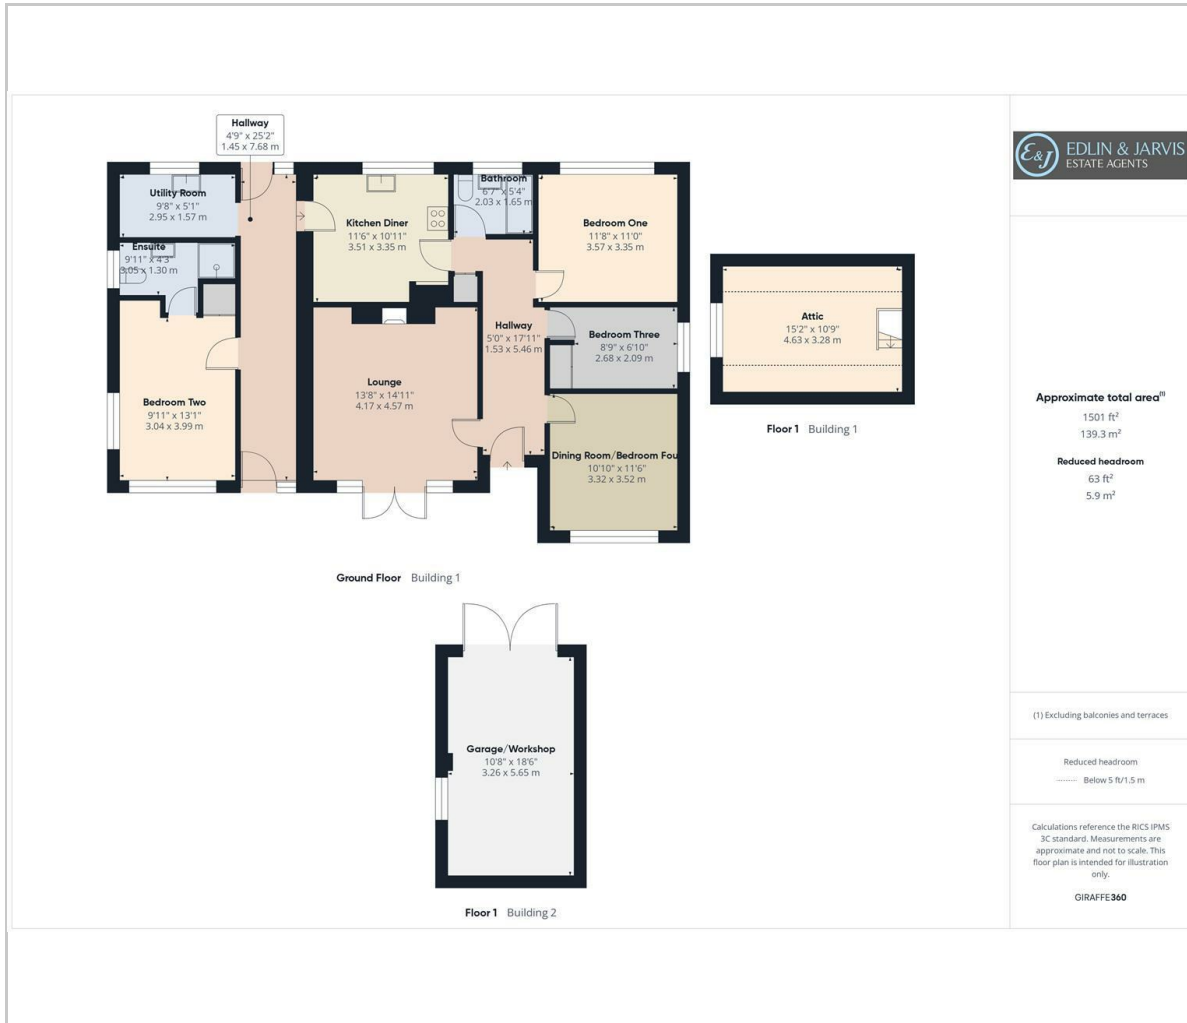 Hallway
4'9" x 25'2"
1.45 x 7.68 m
Utility Room
9'8" x 5'1"
2.95 x 1.57 m
Ensuite
9'11" x 4'3"
3.05 x 1.30 m
Bedroom Two
9'11" x 13'1"
3.04 x 3.99 m
Kitchen Diner
11'6" x 10'11"
3.51 x 3.35 m
Bathroom
6'7" x 5'4"
2.03 x 1.65 m
Bedroom One
11'8" x 11'0"
3.57 x 3.35 m
Lounge
13'8" x 14'11"
4.17 x 4.57 m
Hallway
5'0" x 17'11"
1.53 x 5.46 m
Bedroom Three
8'9" x 6'10"
2.68 x 2.09 m
Dining Room/Bedroom Fou
10'10" x 11'6"
3.32 x 3.52 m
Ground Floor Building 1
Attic
15'2" x 10'9"
4.63 x 3.28 m
Floor 1 Building 1
Garage/Workshop
10'8" x 18'6"
3.26 x 5.65 m
Floor 1 Building 2
E&J
EDLIN & JARVIS
ESTATE AGENTS
Approximate total area(1)
1501 ft²
139.3 m²
Reduced headroom
63 ft²
5.9 m²
(1) Excluding balconies and terraces
Reduced headroom
Below 5 ft/1.5 m
Calculations reference the RICS IPMS
3C standard. Measurements are
approximate and not to scale. This
floor plan is intended for illustration
only.
GIRAFFE360